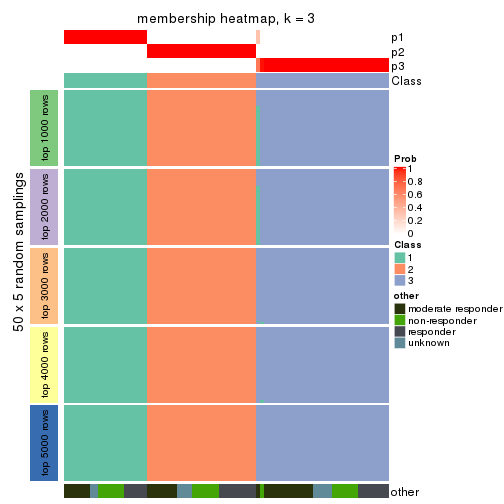 membership heatmap, k = 3
p1
p2
p3
Class
50 x 5 random samplings
top 1000 rows
top 2000 rows
top 3000 rows
top 4000 rows
top 5000 rows
Prob
1
0.8
0.6
0.4
0.2
0
Class
1
2
3
other
moderate responder
non-responder
responder
unknown
other